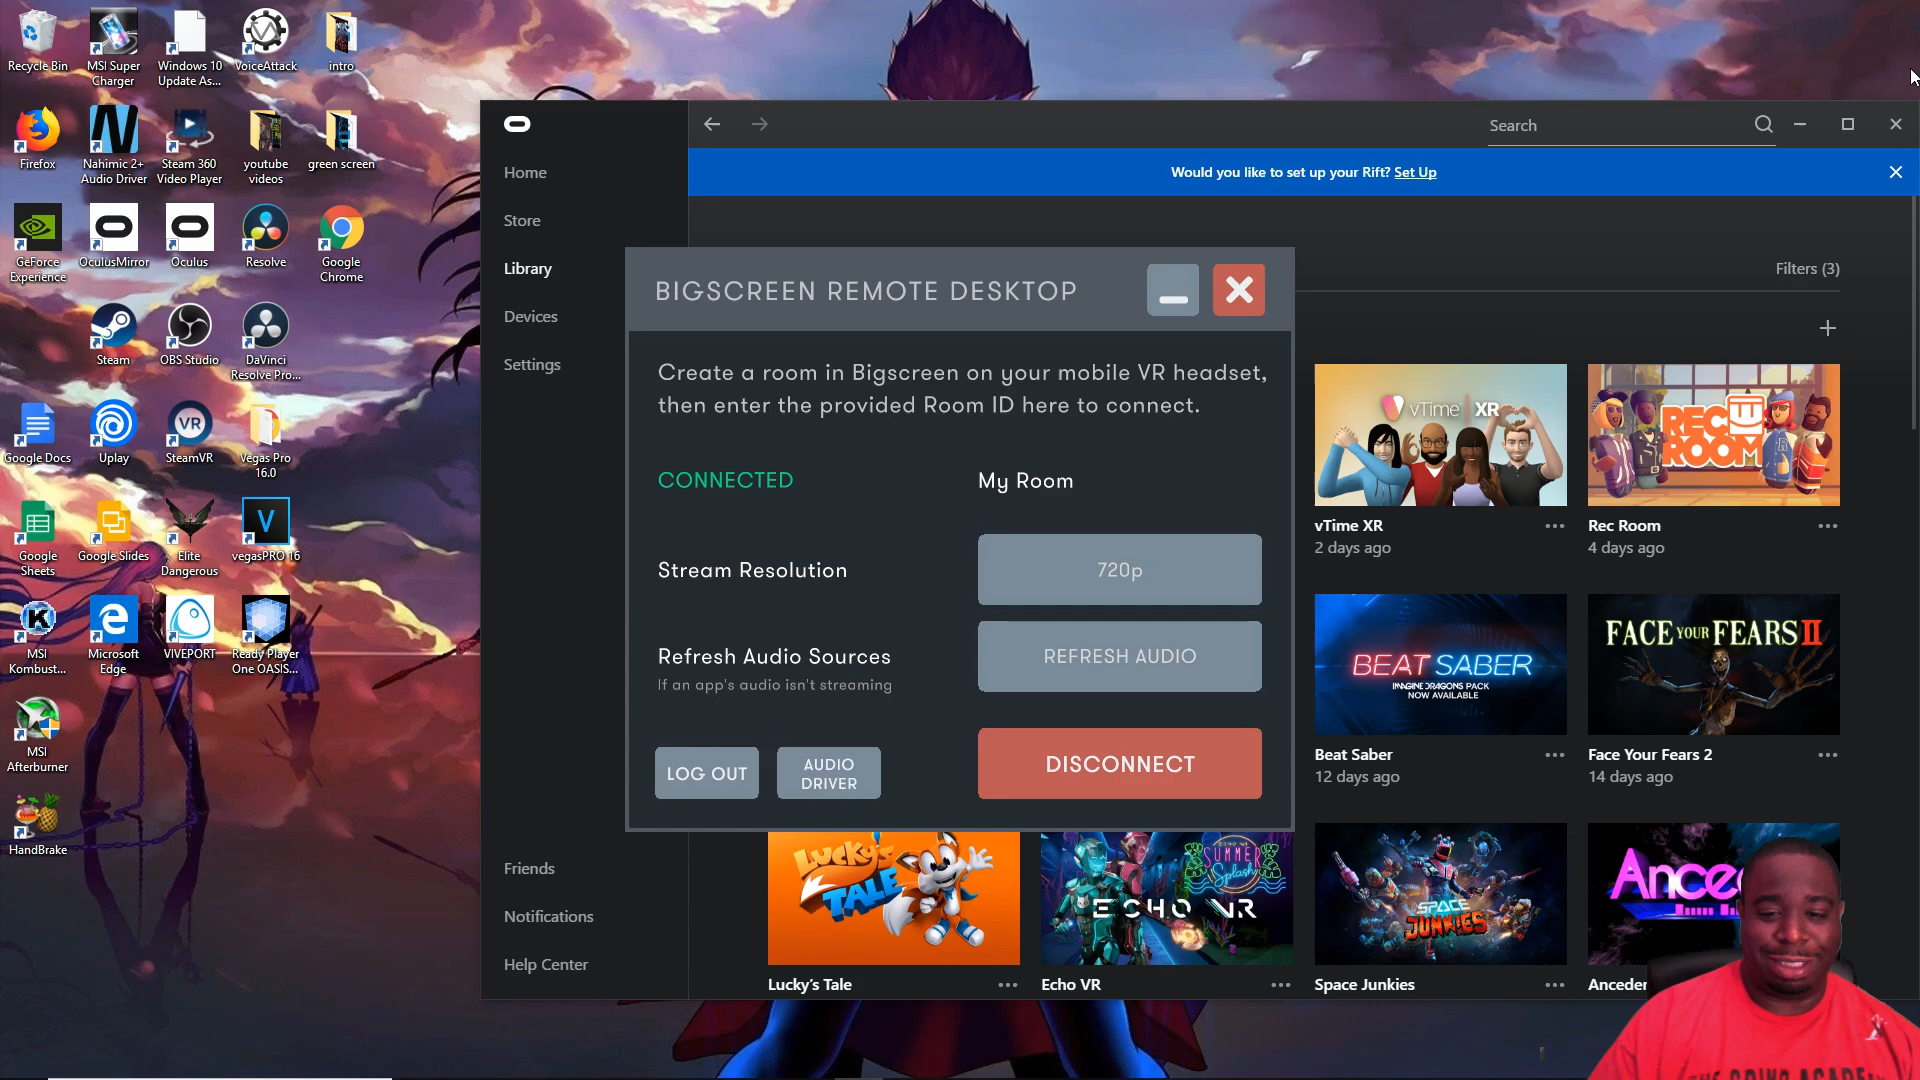 Recycle Bin
MSI Super
Charger
Windows 10
Update As...
VoiceAttack
intro
Firefox
Nahimic 2+
Audio Driver
Steam 360
Video Player
youtube
videos
green screen
GeForce
Experience
OculusMirror
Oculus
Resolve
Google
Chrome
Steam
OBS Studio
DaVinci
Resolve Pro...
Google Docs
Uplay
VR
SteamVR
Vegas Pro
16.0
Google
Sheets
Google Slides
Elite
Dangerous
V
vegasPRO 16
MSI
Kombust...
Microsoft
Edge
VIVEPORT
Ready Player
One OASIS...
MSI
Afterburner
HandBrake
Search
Would you like to set up your Rift? Set Up
Home
Store
Library
Devices
Settings
Friends
Notifications
Help Center
Filters (3)
BIGSCREEN REMOTE DESKTOP
Create a room in Bigscreen on your mobile VR headset,
then enter the provided Room ID here to connect.
CONNECTED
My Room
Stream Resolution
720p
Refresh Audio Sources
If an app's audio isn't streaming
REFRESH AUDIO
LOG OUT
AUDIO
DRIVER
DISCONNECT
vTime XR
REC
ROOM
vTime XR
2 days ago
Rec Room
4 days ago
BEAT SABER
IMAGINE DRAGONS PACK
NOW AVAILABLE
FACE YOUR FEARS II
Beat Saber
12 days ago
Face Your Fears 2
14 days ago
LUCKY'S
TALE
ECHO VR
SUMMER
Splash
ECHO VR
SPACE
JUNKIES
Ance
Lucky's Tale
Echo VR
Space Junkies
Anceder